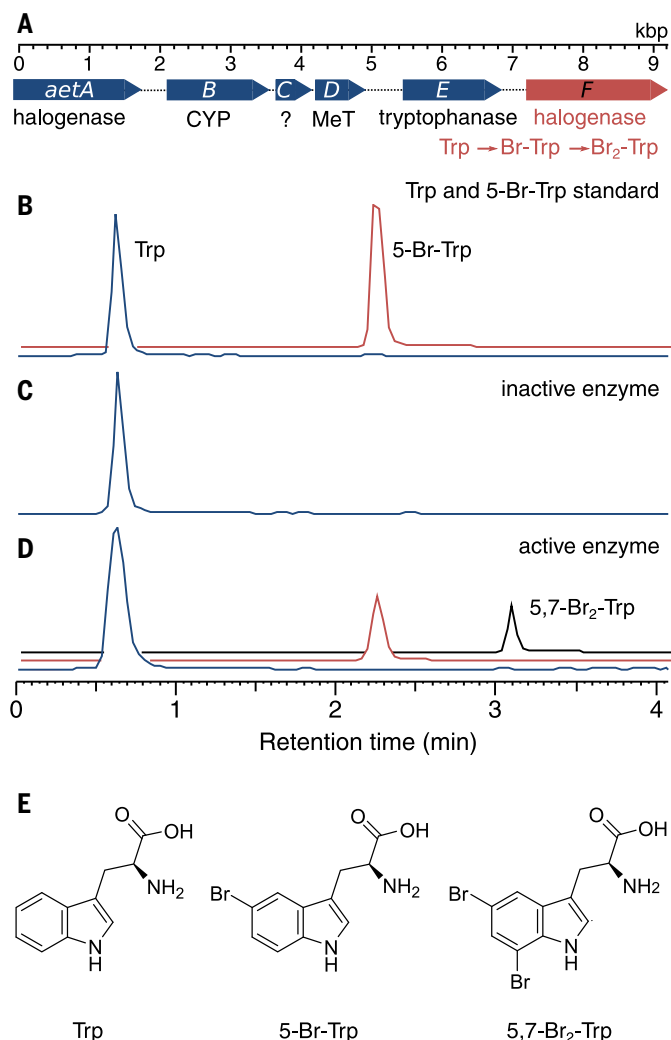 A
0 1 2 3 4 5 6 7 8 9 kbp
aetA B C D E F
halogenase CYP ? MeT tryptophanase halogenase
Trp → Br-Trp → Br₂-Trp
B Trp and 5-Br-Trp standard
Trp 5-Br-Trp
C inactive enzyme
D active enzyme
5,7-Br₂-Trp
0 1 2 3 4
Retention time (min)
E
O OH NH₂ N H
Br O OH NH₂ N H
Br O OH NH₂ N H Br
Trp 5-Br-Trp 5,7-Br₂-Trp